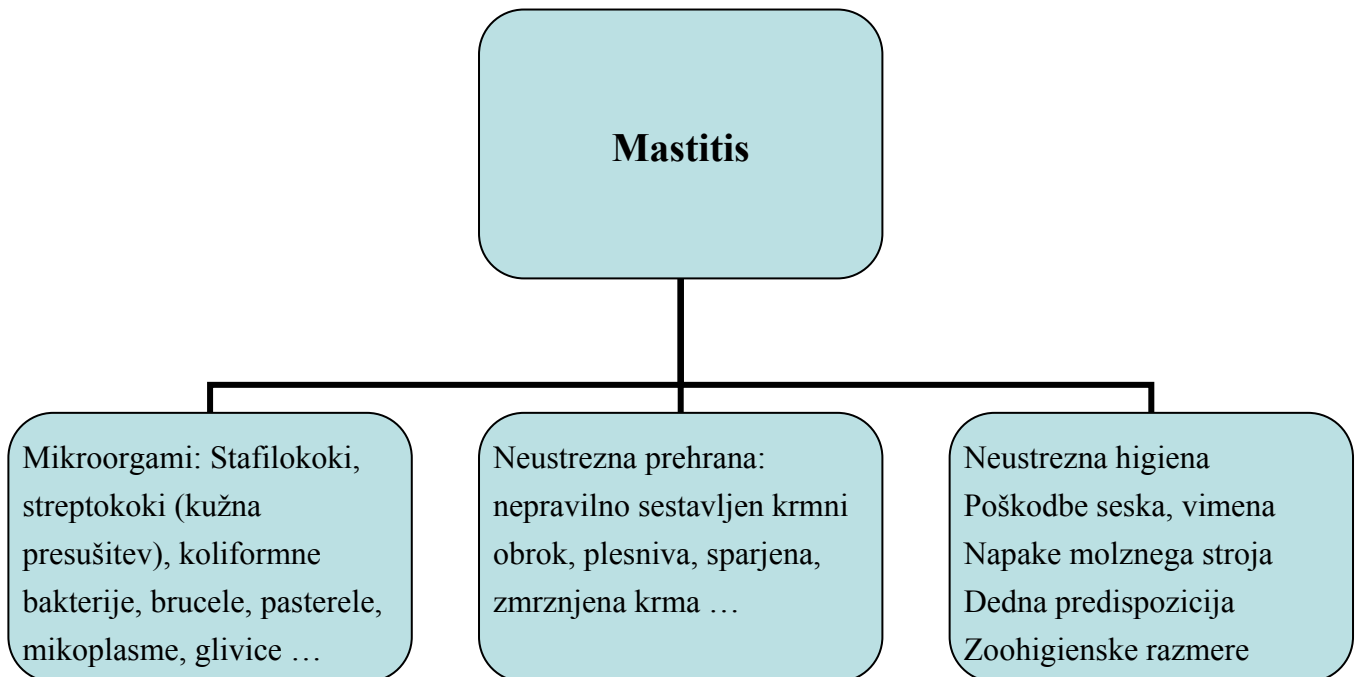 Mastitis
Mikroorgami: Stafilokoki,
streptokoki (kužna
presušitev), koliformne
bakterije, brucele, pasterele,
mikoplasme, glivice …
Neustrezna prehrana:
nepravilno sestavljen krmni
obrok, plesniva, sparjena,
zmrznjena krma …
Neustrezna higiena
Poškodbe seska, vimena
Napake molznega stroja
Dedna predispozicija
Zoohigienske razmere